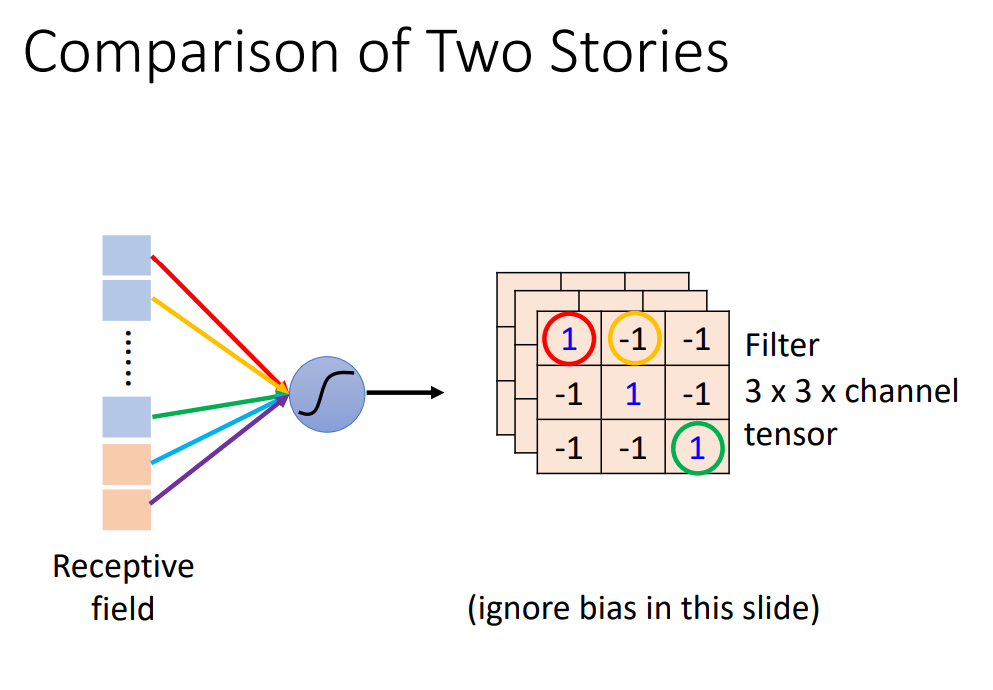 Comparison of Two Stories
1 -1 -1
-1 1 -1
-1 -1 1
Filter
3 x 3 x channel
tensor
Receptive
field
(ignore bias in this slide)